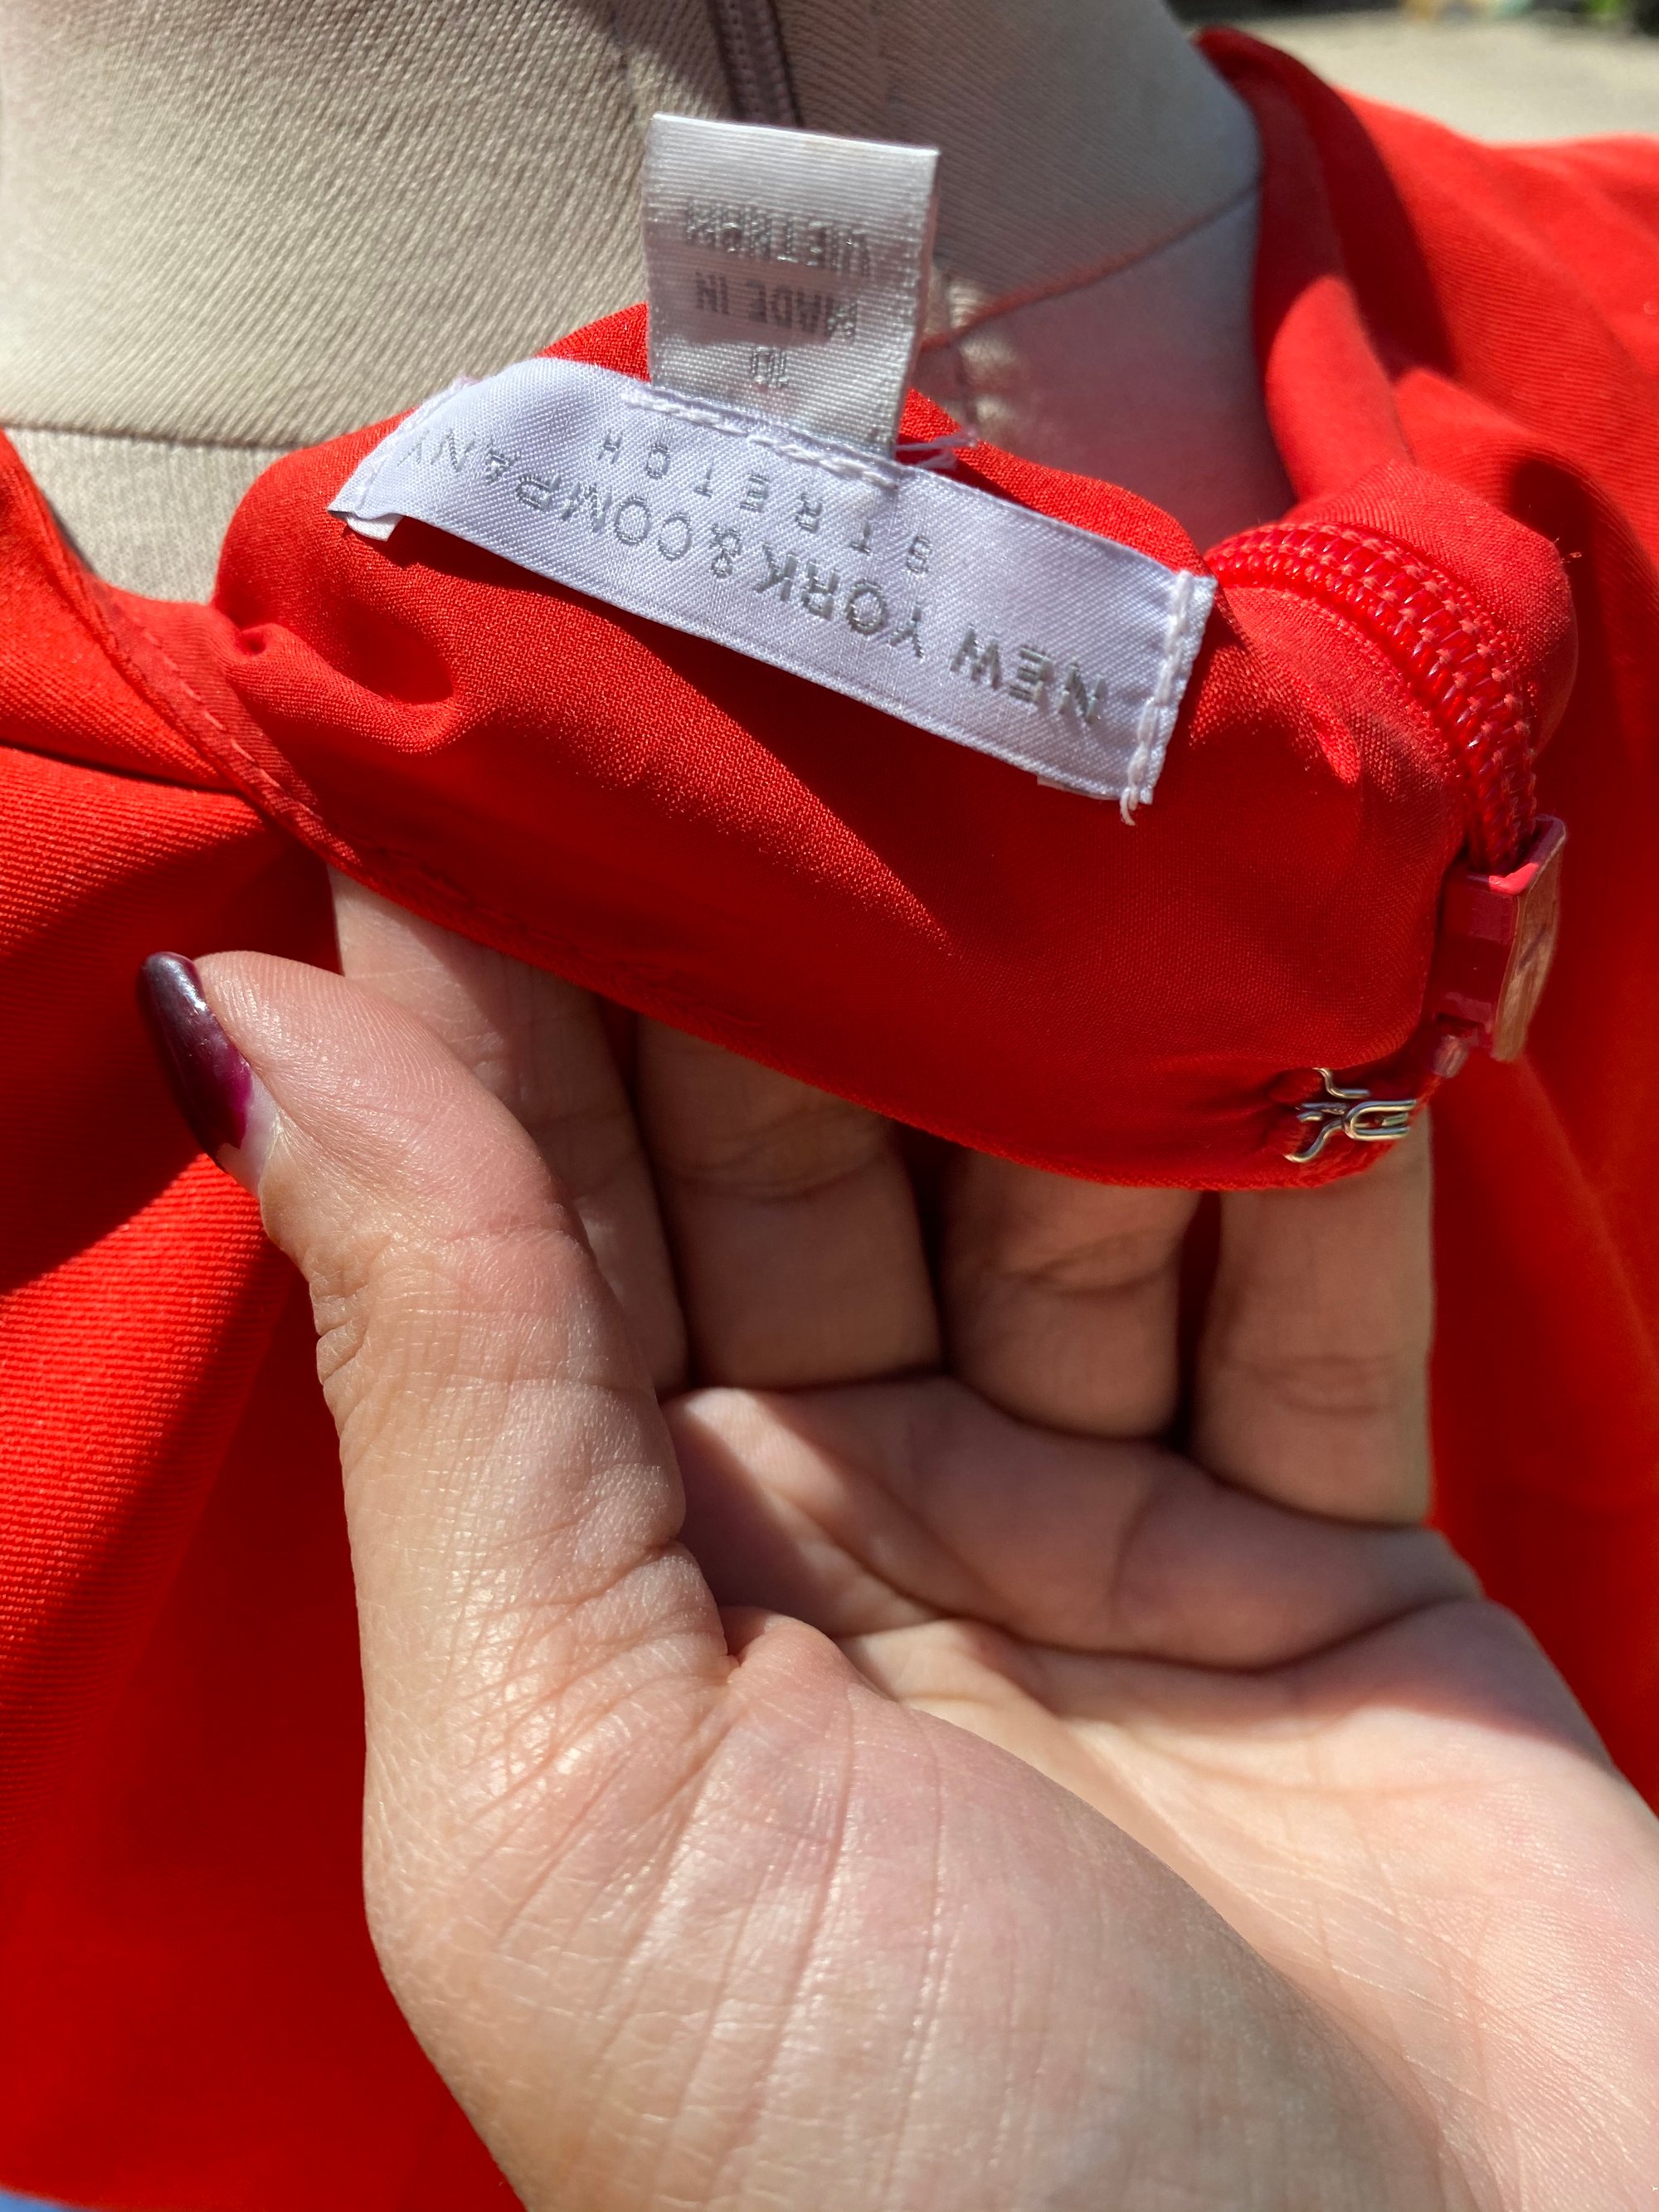 NEW YORK & COMPANY
STRETCH
10
MADE IN
VIETNAM